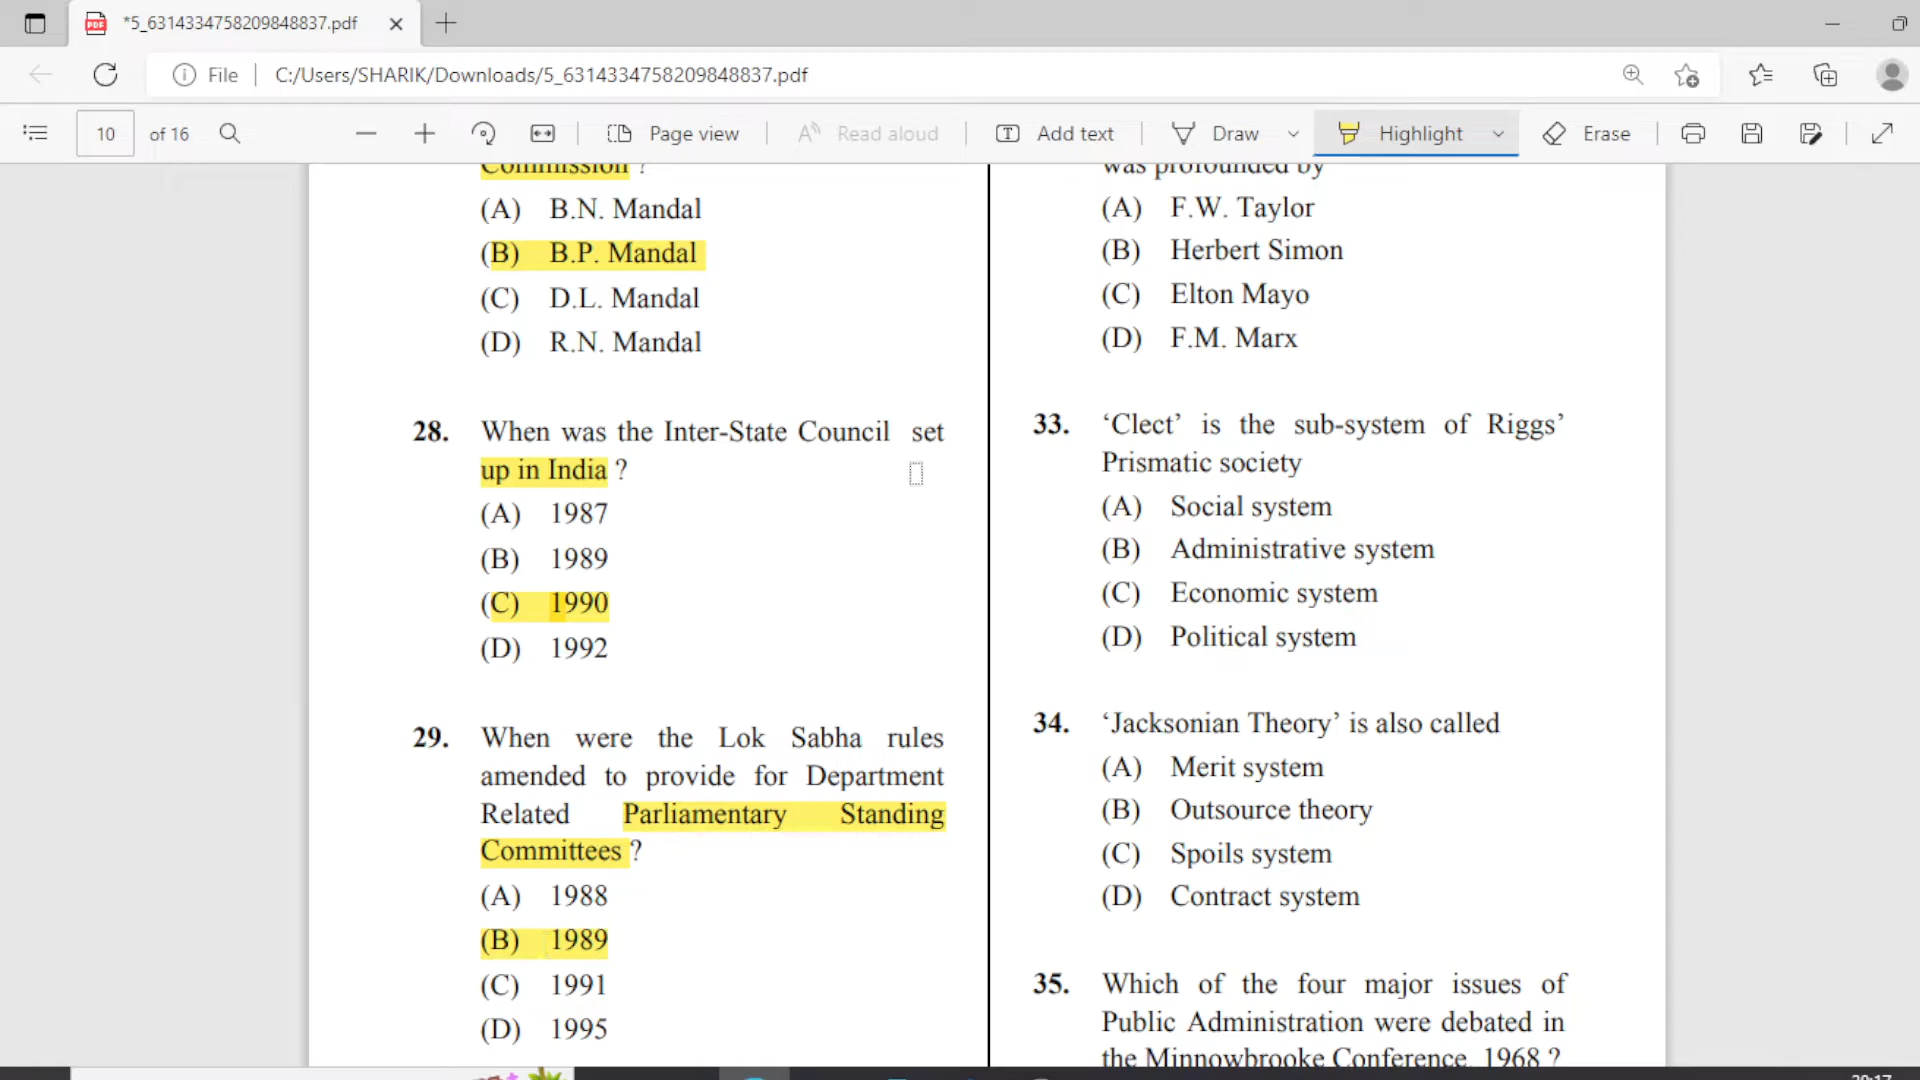 *5_6314334758209848837.pdf
File C:/Users/SHARIK/Downloads/5_6314334758209848837.pdf
10 of 16 Page view Read aloud Add text Draw Highlight Erase
Commission ?
(A) B.N. Mandal
(B) B.P. Mandal
(C) D.L. Mandal
(D) R.N. Mandal
28. When was the Inter-State Council set
up in India ?
(A) 1987
(B) 1989
(C) 1990
(D) 1992
29. When were the Lok Sabha rules
amended to provide for Department
Related Parliamentary Standing
Committees ?
(A) 1988
(B) 1989
(C) 1991
(D) 1995
was profounded by
(A) F.W. Taylor
(B) Herbert Simon
(C) Elton Mayo
(D) F.M. Marx
33. ‘Clect’ is the sub-system of Riggs’
Prismatic society
(A) Social system
(B) Administrative system
(C) Economic system
(D) Political system
34. ‘Jacksonian Theory’ is also called
(A) Merit system
(B) Outsource theory
(C) Spoils system
(D) Contract system
35. Which of the four major issues of
Public Administration were debated in
the Minnowbrooke Conference, 1968 ?